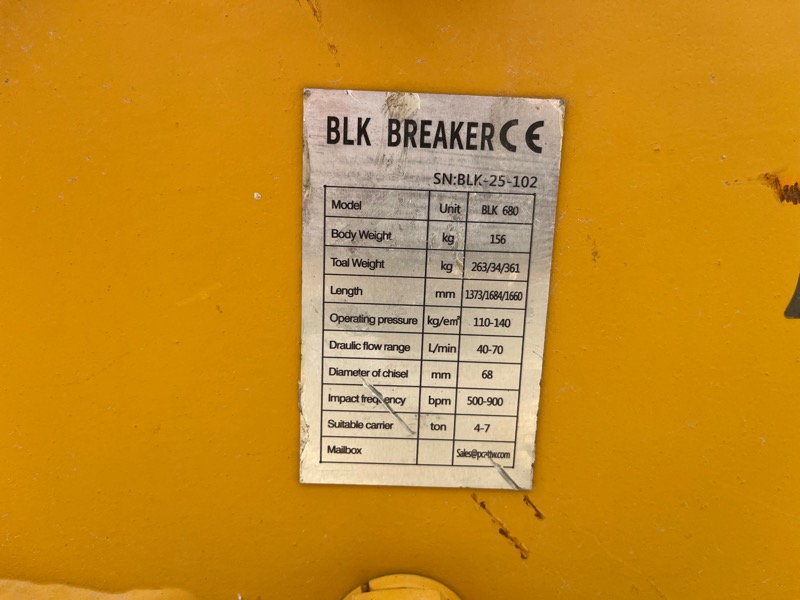 BLK BREAKER CE
SN:BLK-25-102
Model Unit BLK 680
Body Weight kg 156
Toal Weight kg 263/34/361
Length mm 1373/1684/1660
Operating pressure kg/em² 110-140
Draulic flow range L/min 40-70
Diameter of chisel mm 68
Impact frequency bpm 500-900
Suitable carrier ton 4-7
Mailbox